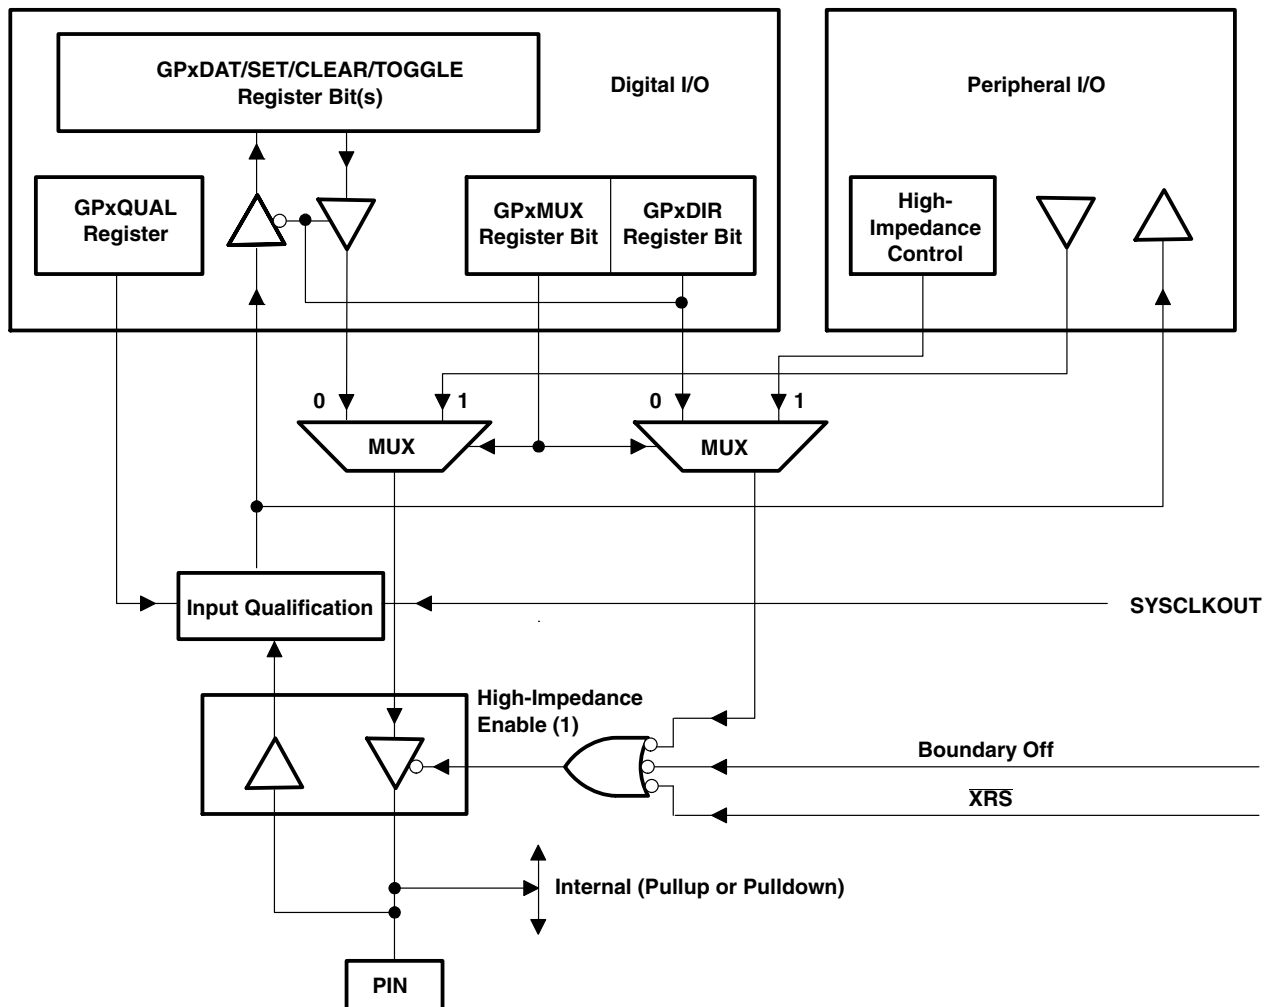 GPxDAT/SET/CLEAR/TOGGLE
Register Bit(s)
Digital I/O
Peripheral I/O
GPxQUAL
Register
GPxMUX
Register Bit
GPxDIR
Register Bit
High-
Impedance
Control
0
1
0
1
MUX
MUX
Input Qualification
SYSCLKOUT
High-Impedance
Enable (1)
Boundary Off
X̅R̅S̅
Internal (Pullup or Pulldown)
PIN